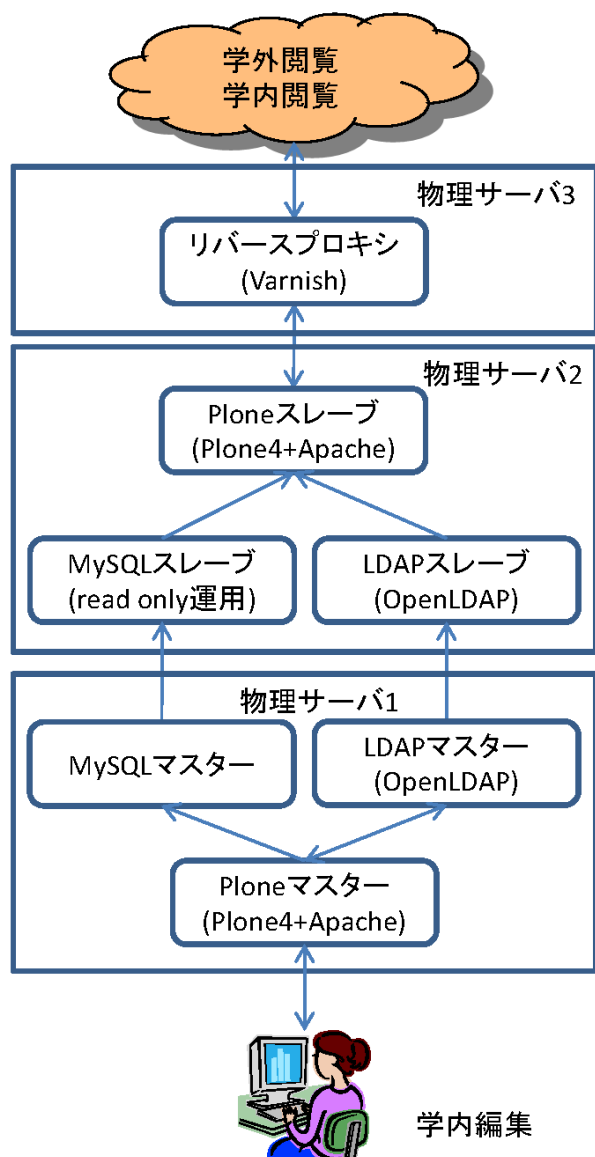 学外閲覧
学内閲覧
物理サーバ3
リバースプロキシ
(Varnish)
物理サーバ2
Ploneスレーブ
(Plone4+Apache)
MySQLスレーブ
(read only運用)
LDAPスレーブ
(OpenLDAP)
物理サーバ1
MySQLマスター
LDAPマスター
(OpenLDAP)
Ploneマスター
(Plone4+Apache)
学内編集